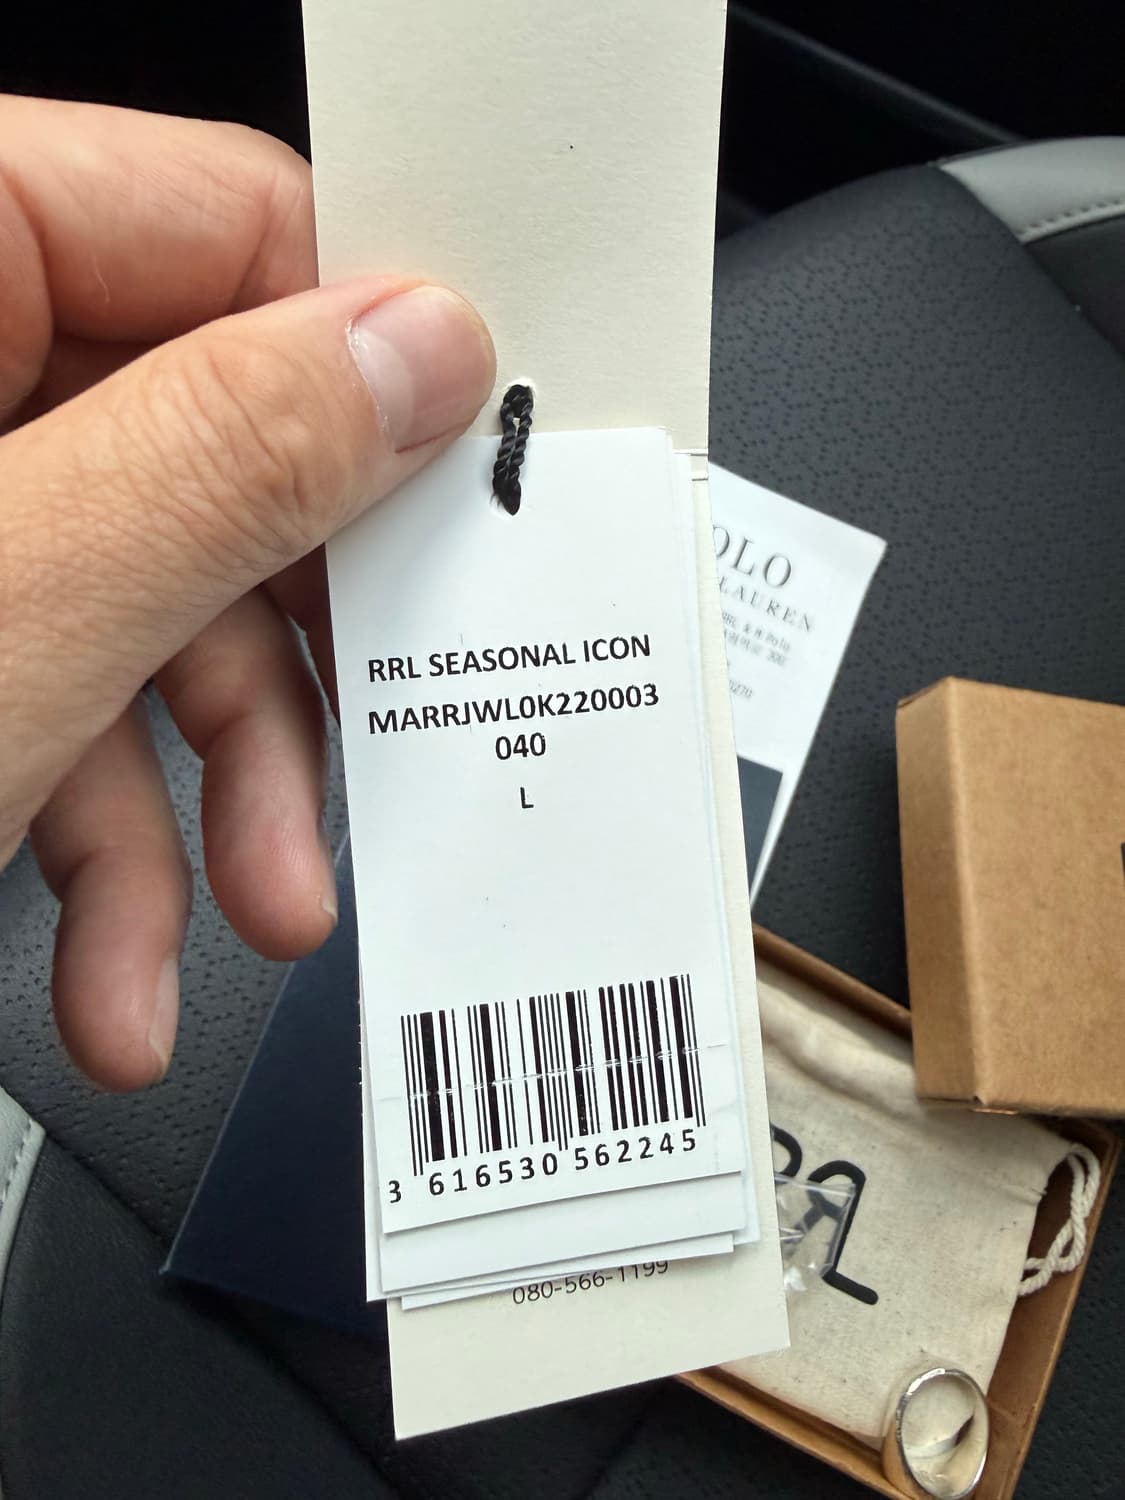 RRL SEASONAL ICON
MARRJWL0K220003
040
L
3 616530 562245
080-566-1199
OLO
LAUREN